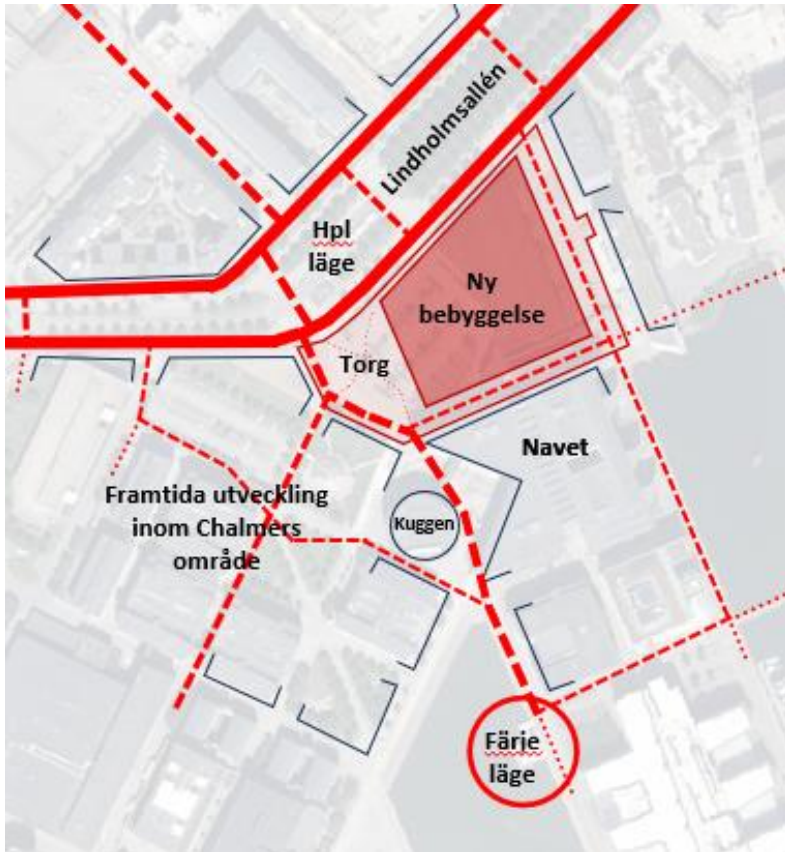 Lindholmsallén
Hpl
läge
Ny
bebyggelse
Torg
Navet
Framtida utveckling
inom Chalmers
område
Kuggen
Färje
läge